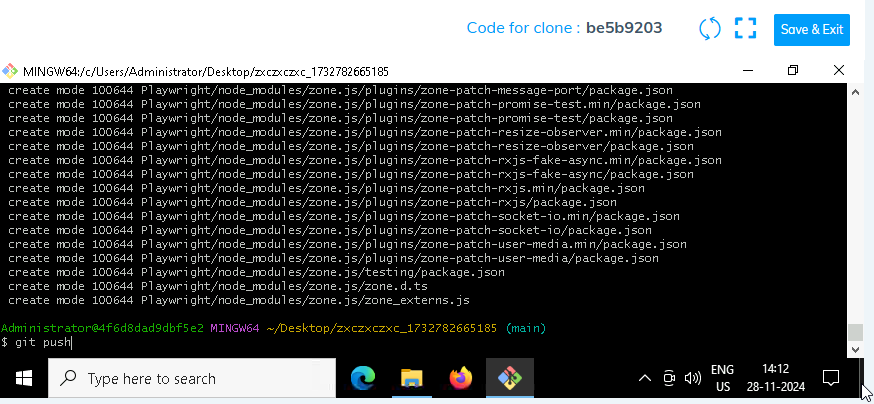 Code for clone : be5b9203
Save & Exit
MINGW64:/c/Users/Administrator/Desktop/zxczxczxc_1732782665185
create mode 100644 Playwright/node_modules/zone.js/plugins/zone-patch-message-port/package.json
create mode 100644 Playwright/node_modules/zone.js/plugins/zone-patch-promise-test.min/package.json
create mode 100644 Playwright/node_modules/zone.js/plugins/zone-patch-promise-test/package.json
create mode 100644 Playwright/node_modules/zone.js/plugins/zone-patch-resize-observer.min/package.json
create mode 100644 Playwright/node_modules/zone.js/plugins/zone-patch-resize-observer/package.json
create mode 100644 Playwright/node_modules/zone.js/plugins/zone-patch-rxjs-fake-async.min/package.json
create mode 100644 Playwright/node_modules/zone.js/plugins/zone-patch-rxjs-fake-async/package.json
create mode 100644 Playwright/node_modules/zone.js/plugins/zone-patch-rxjs.min/package.json
create mode 100644 Playwright/node_modules/zone.js/plugins/zone-patch-rxjs/package.json
create mode 100644 Playwright/node_modules/zone.js/plugins/zone-patch-socket-io.min/package.json
create mode 100644 Playwright/node_modules/zone.js/plugins/zone-patch-socket-io/package.json
create mode 100644 Playwright/node_modules/zone.js/plugins/zone-patch-user-media.min/package.json
create mode 100644 Playwright/node_modules/zone.js/plugins/zone-patch-user-media/package.json
create mode 100644 Playwright/node_modules/zone.js/testing/package.json
create mode 100644 Playwright/node_modules/zone.js/zone.d.ts
create mode 100644 Playwright/node_modules/zone.js/zone_externs.js
Administrator@4f6d8dad9dbf5e2 MINGW64 ~/Desktop/zxczxczxc_1732782665185 (main)
$ git push
Type here to search
ENG
US
14:12
28-11-2024